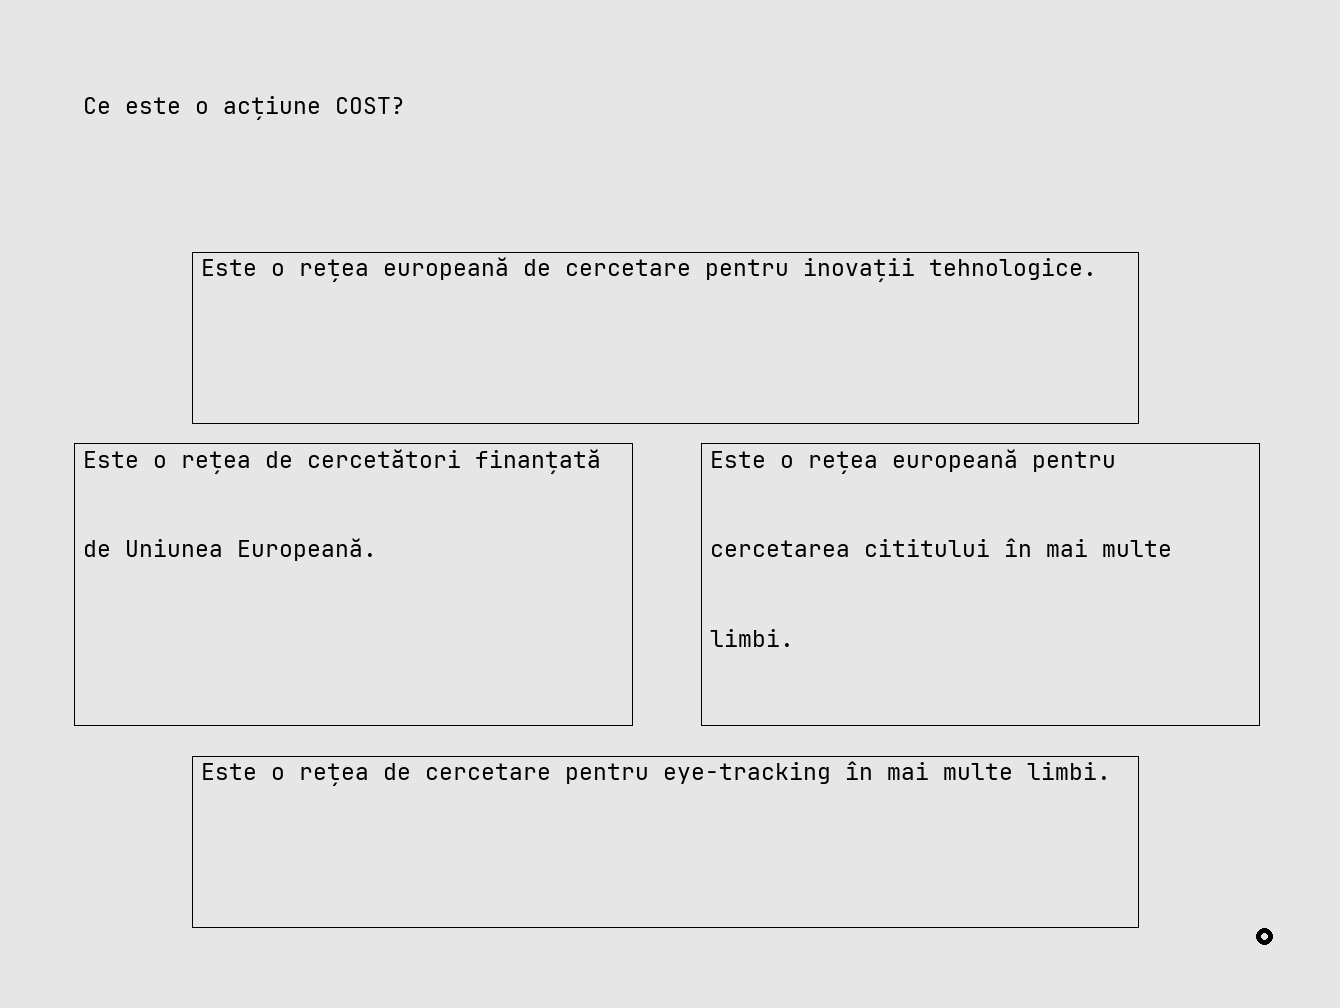 Ce este o acțiune COST?
Este o rețea europeană de cercetare pentru inovații tehnologice.
Este o rețea de cercetători finanțată
de Uniunea Europeană.
Este o rețea europeană pentru
cercetarea cititului în mai multe
limbi.
Este o rețea de cercetare pentru eye-tracking în mai multe limbi.